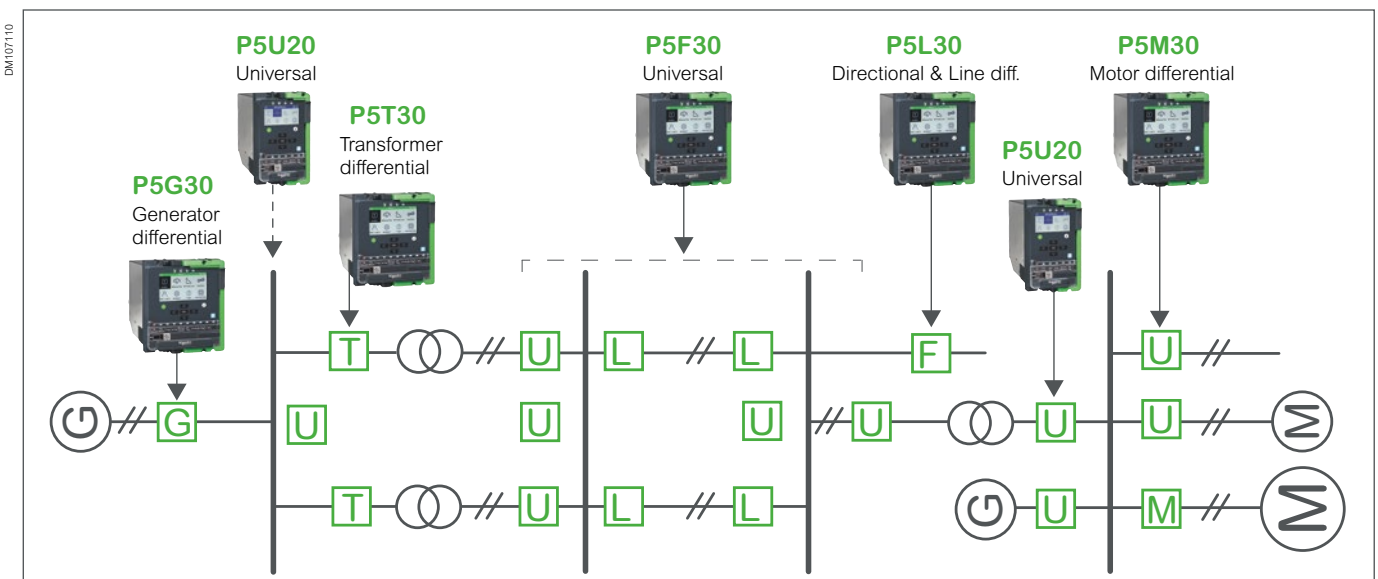 DM107110
P5U20
Universal
P5F30
Universal
P5L30
Directional & Line diff.
P5M30
Motor differential
P5T30
Transformer
differential
P5U20
Universal
P5G30
Generator
differential
T U L L F U
G G U U U U U U M
T U L L G U M M